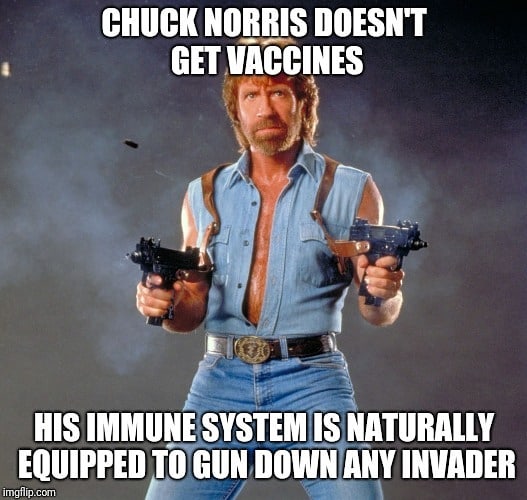 CHUCK NORRIS DOESN'T
GET VACCINES
HIS IMMUNE SYSTEM IS NATURALLY
EQUIPPED TO GUN DOWN ANY INVADER
imgflip.com